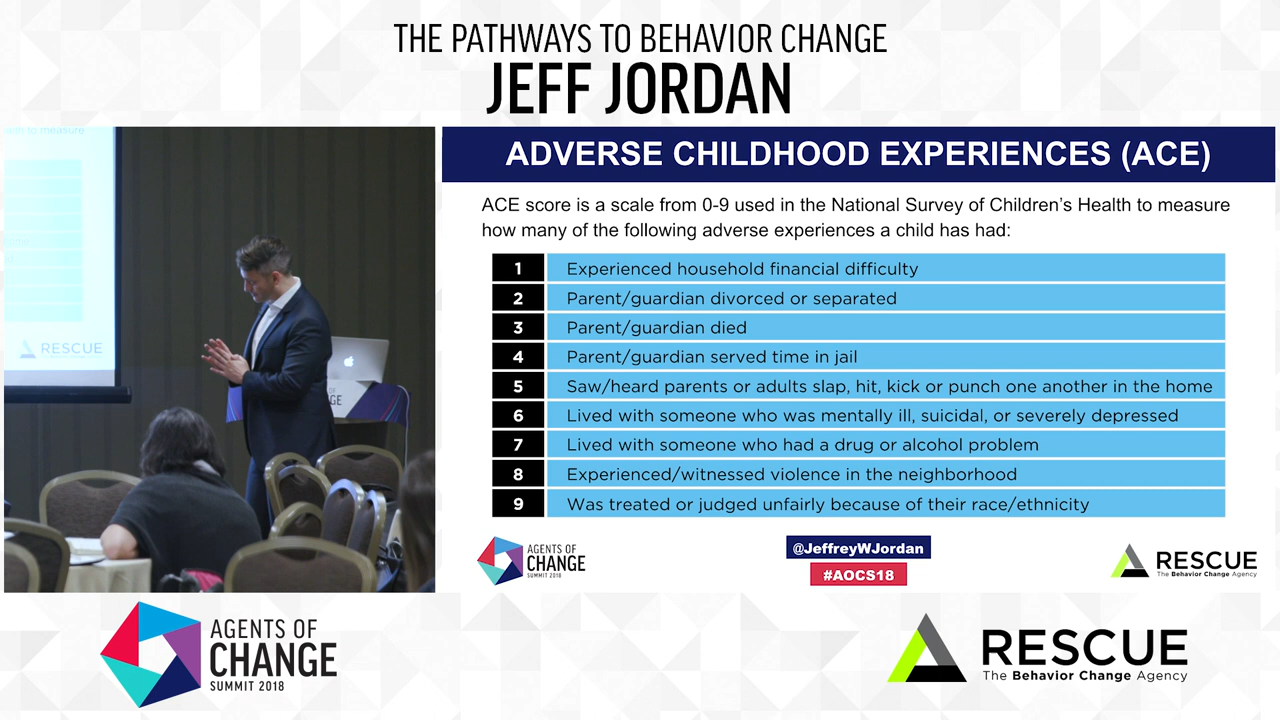 THE PATHWAYS TO BEHAVIOR CHANGE
JEFF JORDAN
ADVERSE CHILDHOOD EXPERIENCES (ACE)
ACE score is a scale from 0-9 used in the National Survey of Children’s Health to measure
how many of the following adverse experiences a child has had:
1 Experienced household financial difficulty
2 Parent/guardian divorced or separated
3 Parent/guardian died
4 Parent/guardian served time in jail
5 Saw/heard parents or adults slap, hit, kick or punch one another in the home
6 Lived with someone who was mentally ill, suicidal, or severely depressed
7 Lived with someone who had a drug or alcohol problem
8 Experienced/witnessed violence in the neighborhood
9 Was treated or judged unfairly because of their race/ethnicity
to measure
RESCUE
AGENTS OF
CHANGE
SUMMIT 2018
@JeffreyWJordan
#AOCS18
RESCUE
The Behavior Change Agency
AGENTS OF
CHANGE
SUMMIT 2018
RESCUE
The Behavior Change Agency